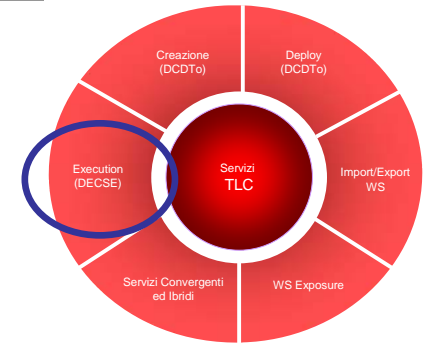 Creazione
(DCDTo)
Deploy
(DCDTo)
Execution
(DECSE)
Servizi
TLC
Import/Export
WS
Servizi Convergenti
ed Ibridi
WS Exposure